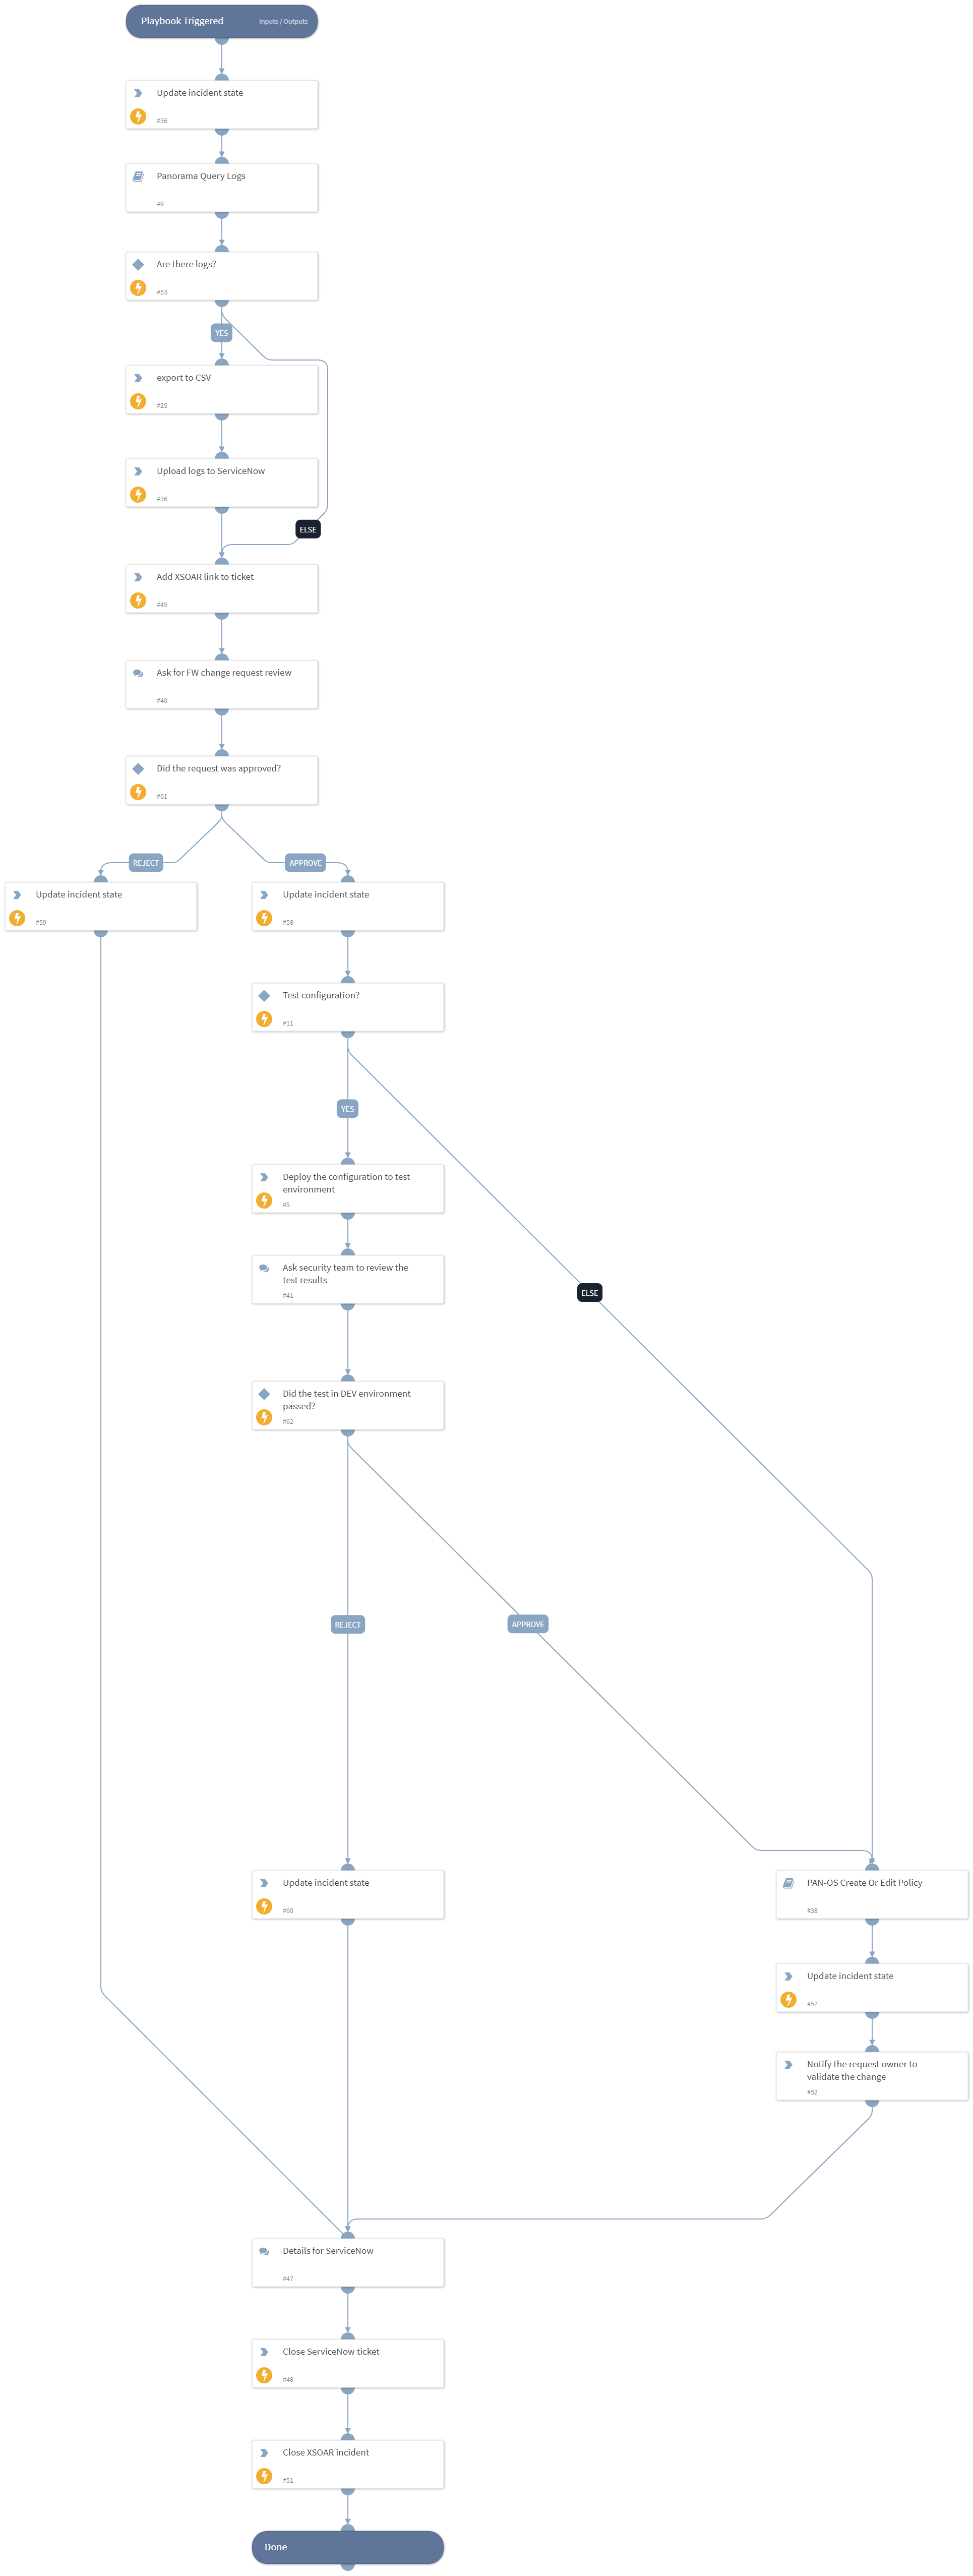 Playbook Triggered
Inputs / Outputs
Update incident state
#56
Panorama Query Logs
#9
Are there logs?
#53
YES
export to CSV
#25
Upload logs to ServiceNow
#36
ELSE
Add XSOAR link to ticket
#45
Ask for FW change request review
#40
Did the request was approved?
#61
REJECT
APPROVE
Update incident state
#59
Update incident state
#58
Test configuration?
#11
YES
Deploy the configuration to test
environment
#5
Ask security team to review the
test results
#41
ELSE
Did the test in DEV environment
passed?
#62
REJECT
APPROVE
Update incident state
#60
PAN-OS Create Or Edit Policy
#38
Update incident state
#57
Notify the request owner to
validate the change
#52
Details for ServiceNow
#47
Close ServiceNow ticket
#48
Close XSOAR incident
#51
Done